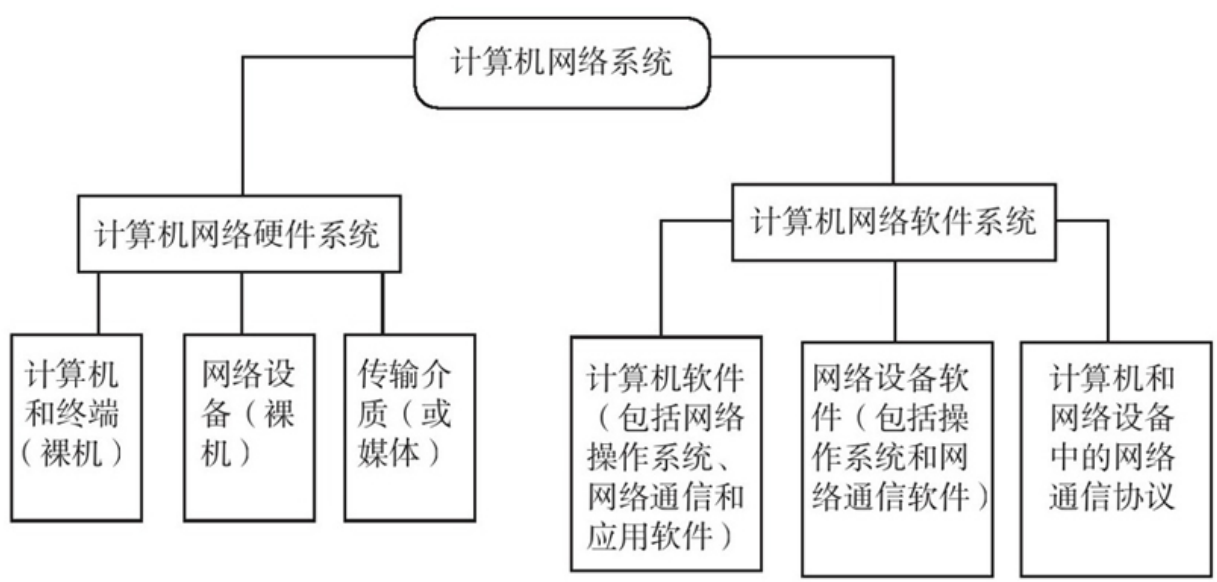 计算机网络系统
计算机网络硬件系统
计算机网络软件系统
计算机
和终端
（裸机）
网络设
备（裸
机）
传输介
质（或
媒体）
计算机软件
（包括网络
操作系统、
网络通信和
应用软件）
网络设备软
件（包括操
作系统和网
络通信软件）
计算机和
网络设备
中的网络
通信协议